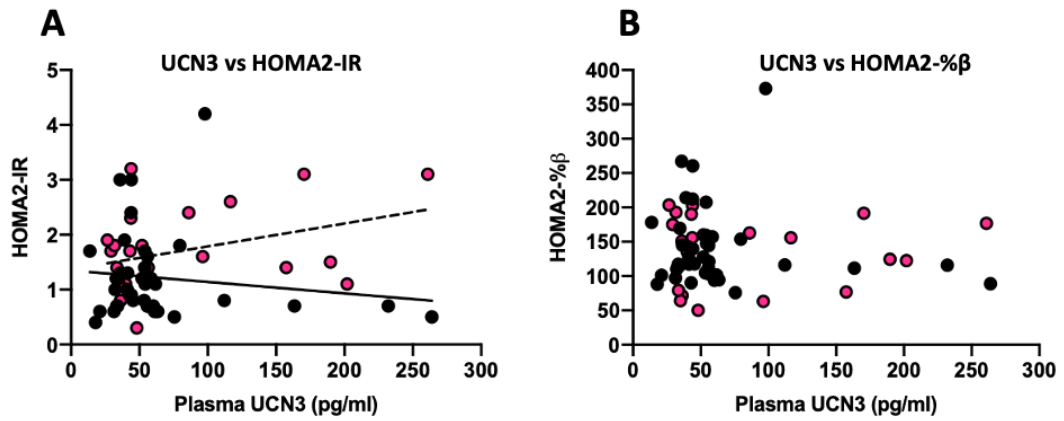 A
UCN3 vs HOMA2-IR
HOMA2-IR
5
4
3
2
1
0
0 50 100 150 200 250 300
Plasma UCN3 (pg/ml)
B
UCN3 vs HOMA2-%β
HOMA2-%β
400
350
300
250
200
150
100
50
0
0 50 100 150 200 250 300
Plasma UCN3 (pg/ml)